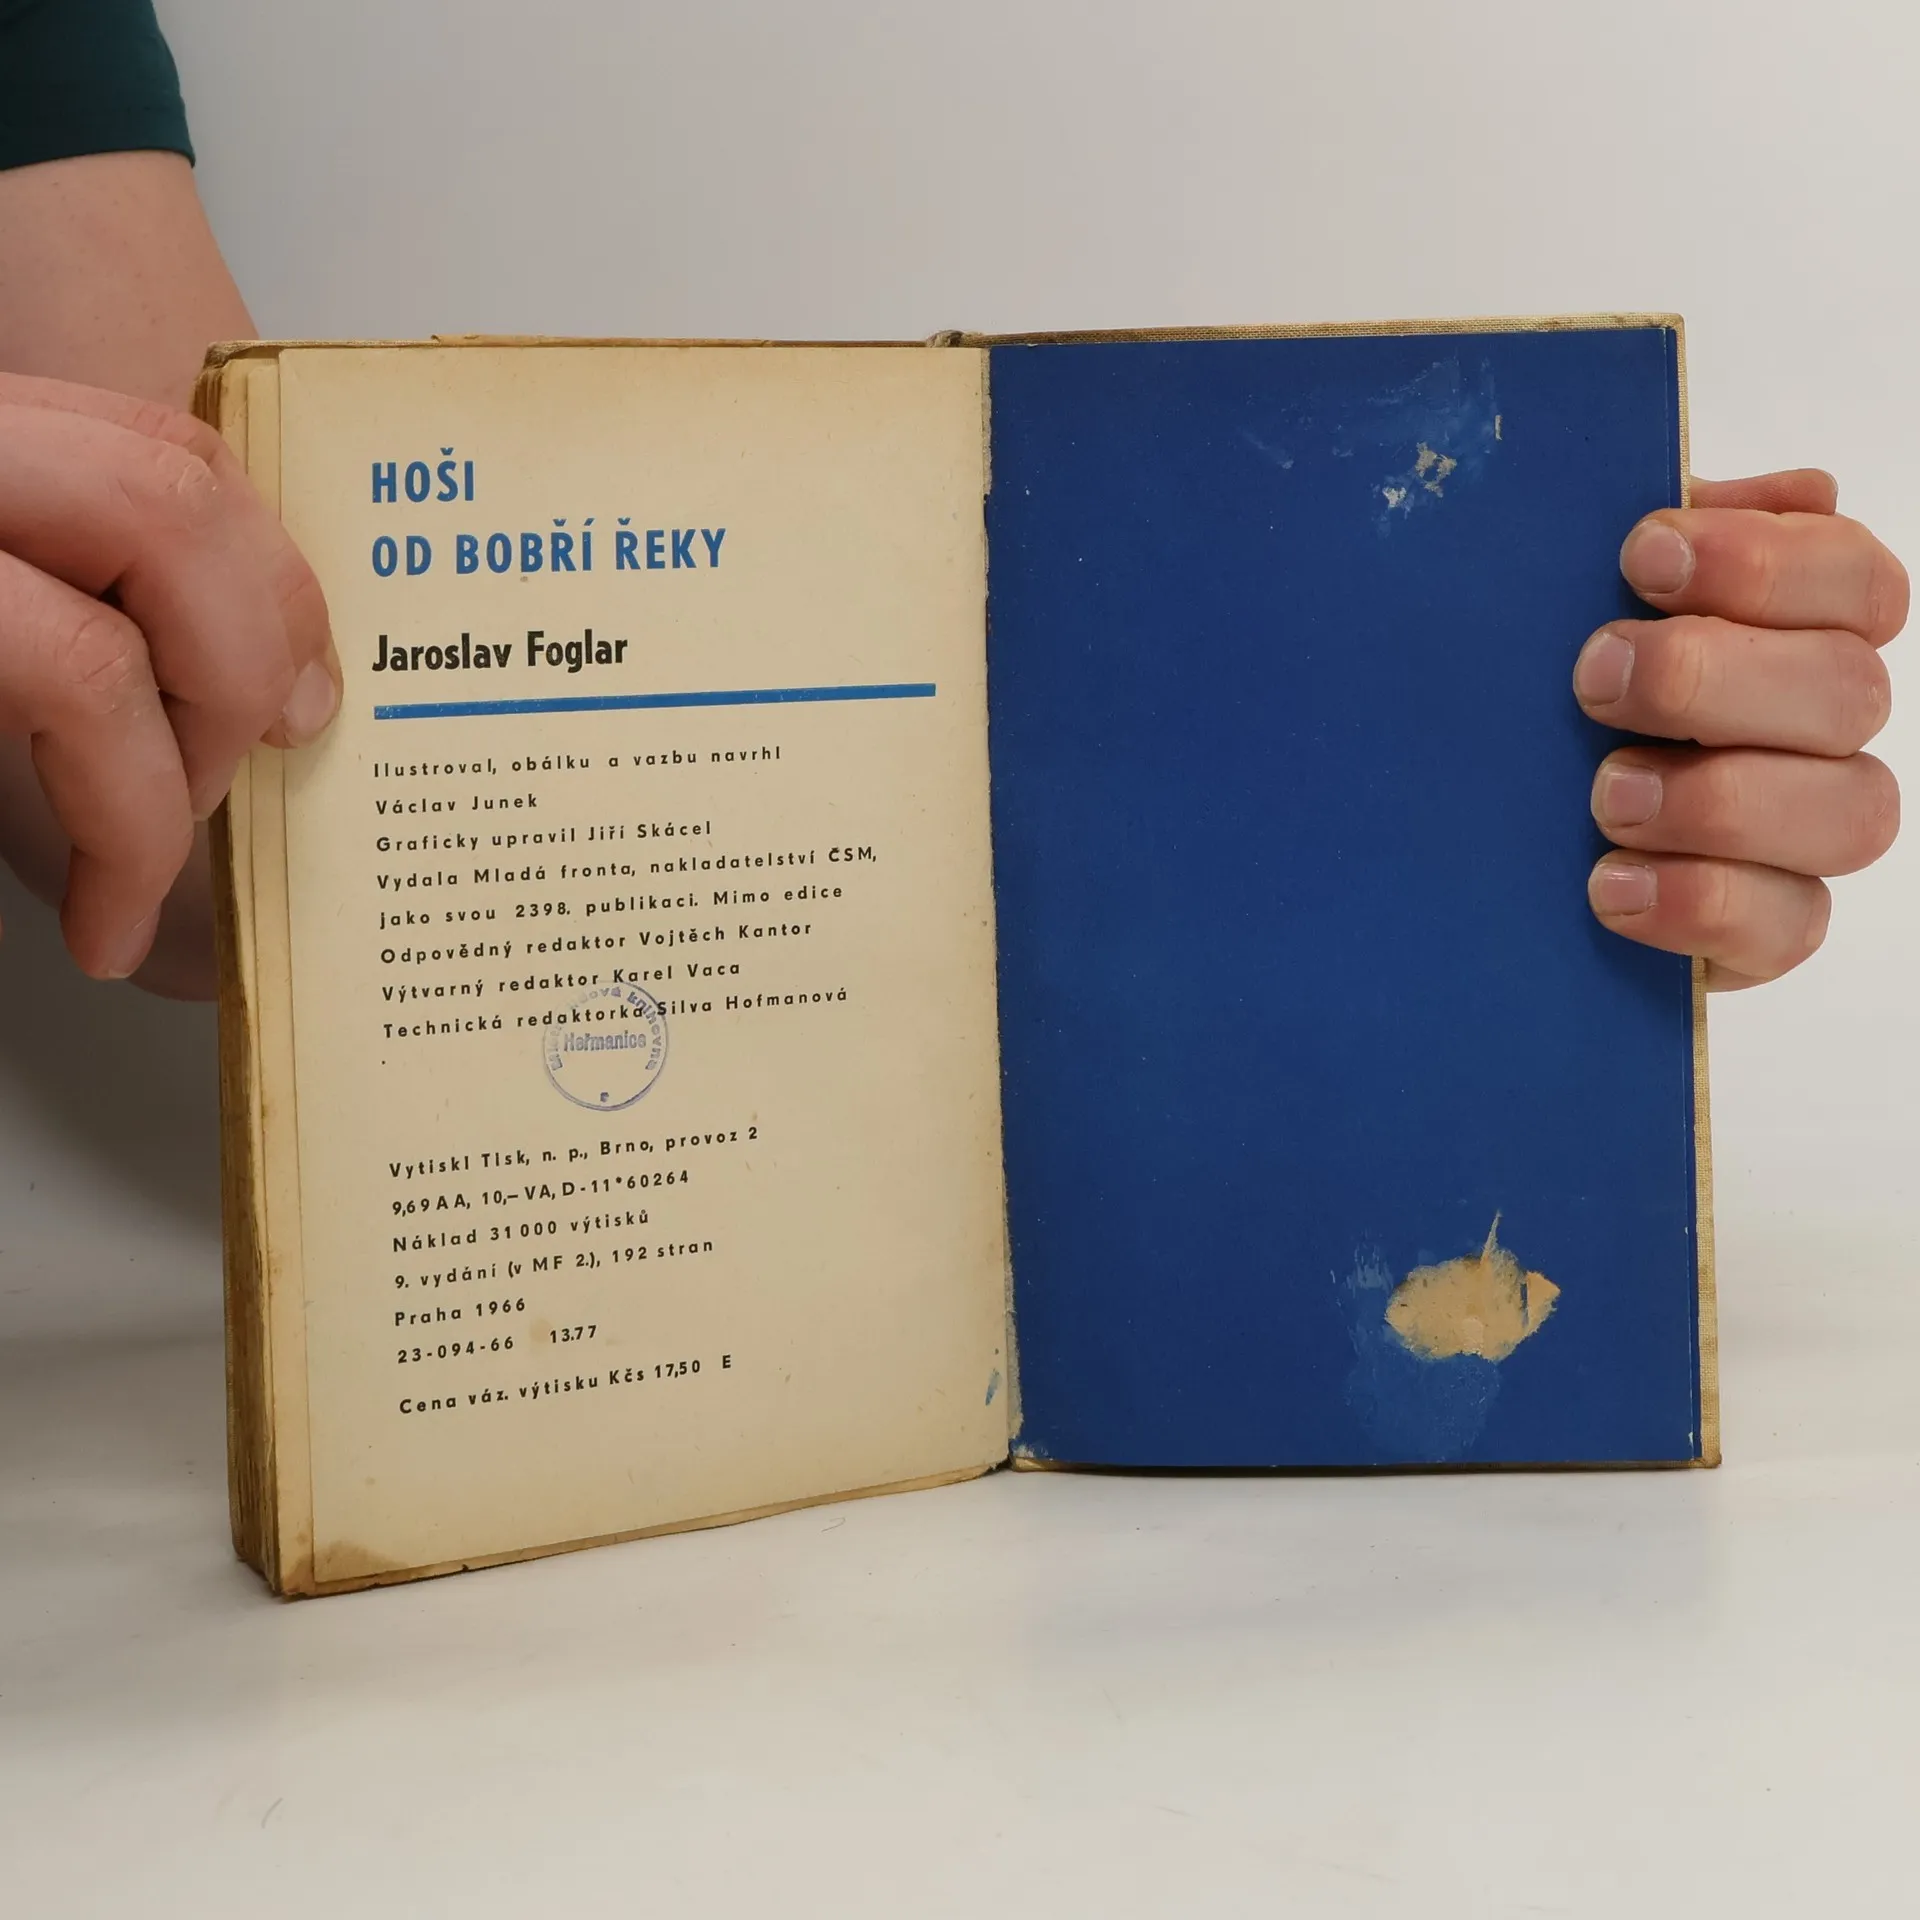 HOŠI
OD BOBŘÍ ŘEKY
Jaroslav Foglar
Ilustroval, obálku a vazbu navrhl
Václav Junek
Graficky upravil Jiří Skácel
Vydala Mladá fronta, nakladatelství ČSM,
jako svou 2398. publikaci. Mimo edice
Odpovědný redaktor Vojtěch Kantor
Výtvarný redaktor Karel Vaca
Technická redaktorka Silva Hofmanová
knihovna
Heřmanice
Vytiskl Tisk, n. p., Brno, provoz 2
9,69 AA, 10,– VA, D-11*60264
Náklad 31 000 výtisků
9. vydání (v MF 2.), 192 stran
Praha 1966
23-094-66 13.77
Cena váz. výtisku Kčs 17,50 E